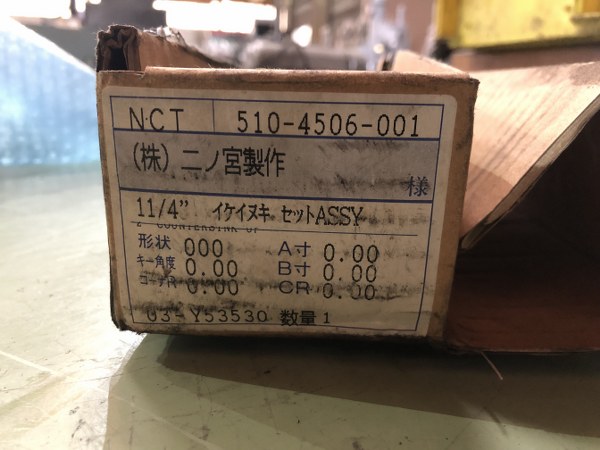 NCT 510-4506-001
(株) 二ノ宮製作
様
11/4" イケイヌキ セットASSY
形状 000 A寸 0.00
キー角度 0.00 B寸 0.00
コーナR 0.00 CR 0.00
03-Y53530 数量1